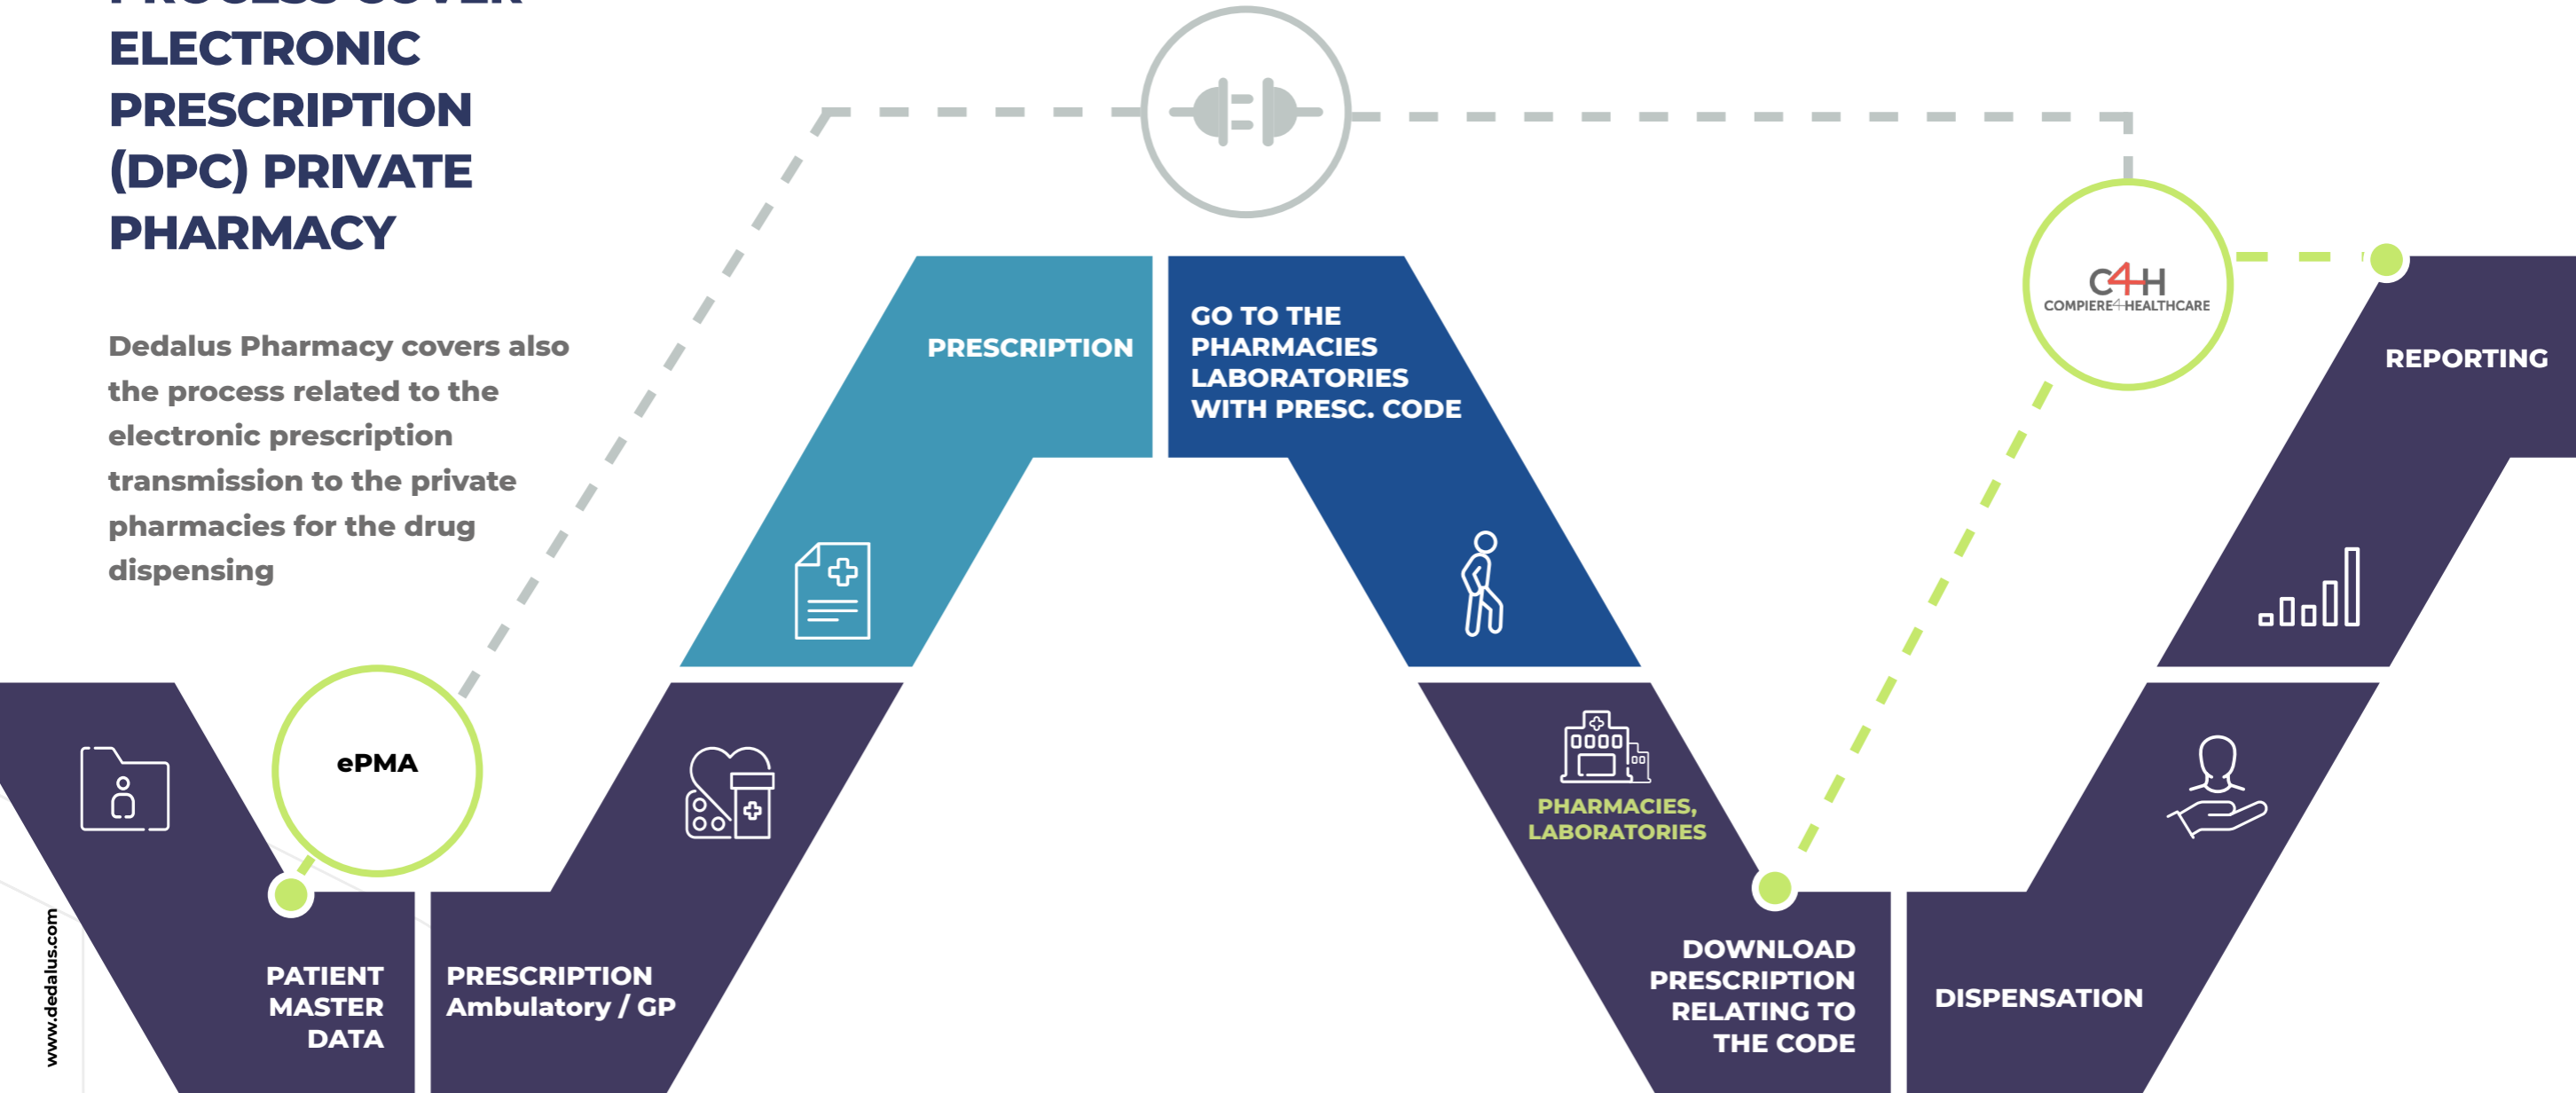 PROCESS COVER
ELECTRONIC
PRESCRIPTION
(DPC) PRIVATE
PHARMACY
Dedalus Pharmacy covers also
the process related to the
electronic prescription
transmission to the private
pharmacies for the drug
dispensing
ePMA
PATIENT
MASTER
DATA
PRESCRIPTION
Ambulatory / GP
PRESCRIPTION
GO TO THE
PHARMACIES
LABORATORIES
WITH PRESC. CODE
PHARMACIES,
LABORATORIES
DOWNLOAD
PRESCRIPTION
RELATING TO
THE CODE
DISPENSATION
C4H
COMPIERE4HEALTHCARE
REPORTING
www.dedalus.com